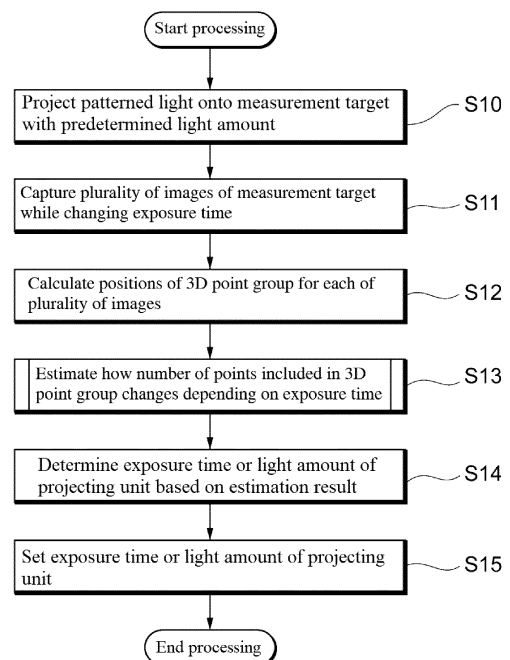 Start processing
Project patterned light onto measurement target
with predetermined light amount
S10
Capture plurality of images of measurement target
while changing exposure time
S11
Calculate positions of 3D point group for each of
plurality of images
S12
Estimate how number of points included in 3D
point group changes depending on exposure time
S13
Determine exposure time or light amount of
projecting unit based on estimation result
S14
Set exposure time or light amount of projecting
unit
S15
End processing